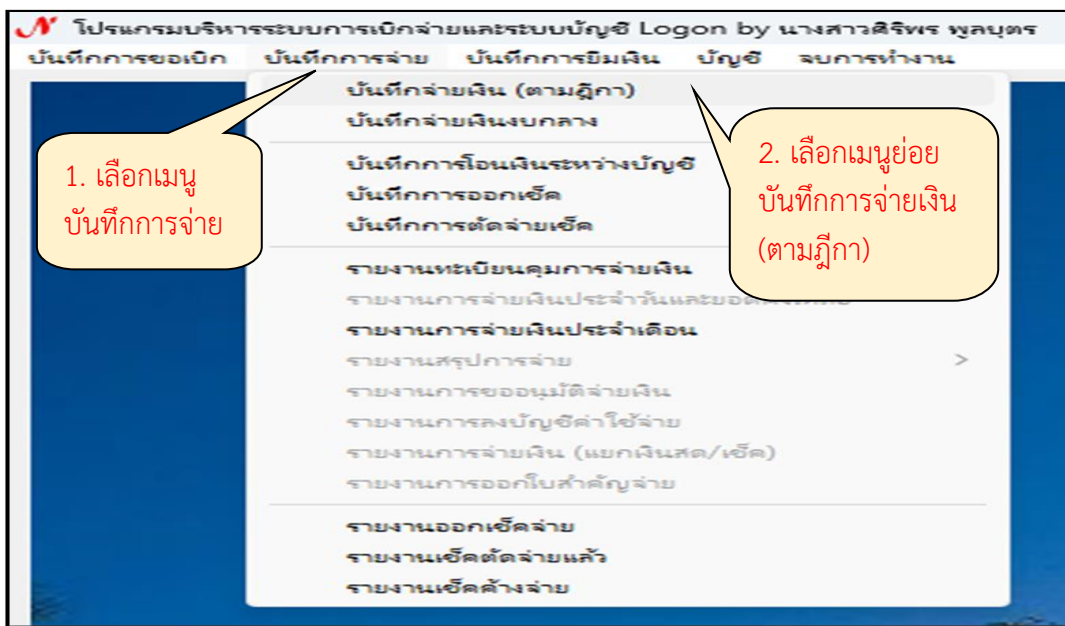 โปรแกรมบริหารระบบการเบิกจ่ายและระบบบัญชี Logon by นางสาวศิริพร พูลบุตร
บันทึกการขอเบิก บันทึกการจ่าย บันทึกการยืมเงิน บัญชี จบการทำงาน
บันทึกจ่ายเงิน (ตามฎีกา)
บันทึกจ่ายเงินงบกลาง
บันทึกการโอนเงินระหว่างบัญชี
บันทึกการออกเช็ค
บันทึกการตัดจ่ายเช็ค
รายงานทะเบียนคุมการจ่ายเงิน
รายงานการจ่ายเงินประจำวันและยอดคงเหลือ
รายงานการจ่ายเงินประจำเดือน
รายงานสรุปการจ่าย >
รายงานการขออนุมัติจ่ายเงิน
รายงานการลงบัญชีค่าใช้จ่าย
รายงานการจ่ายเงิน (แยกเงินสด/เช็ค)
รายงานการออกใบสำคัญจ่าย
รายงานออกเช็คจ่าย
รายงานเช็คตัดจ่ายแล้ว
รายงานเช็คค้างจ่าย
1. เลือกเมนู
บันทึกการจ่าย
2. เลือกเมนูย่อย
บันทึกการจ่ายเงิน
(ตามฎีกา)